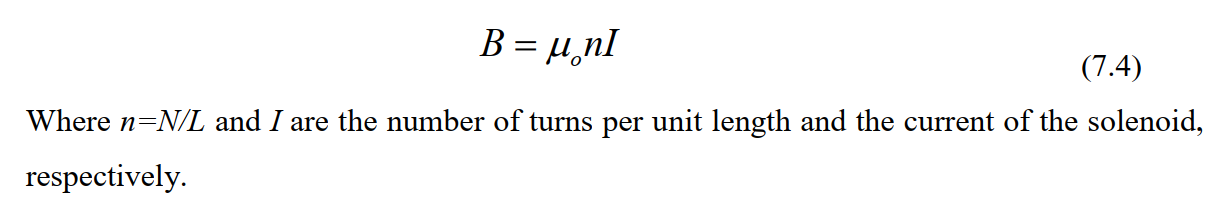 B = μₒnI
(7.4)
Where n=N/L and I are the number of turns per unit length and the current of the solenoid,
respectively.